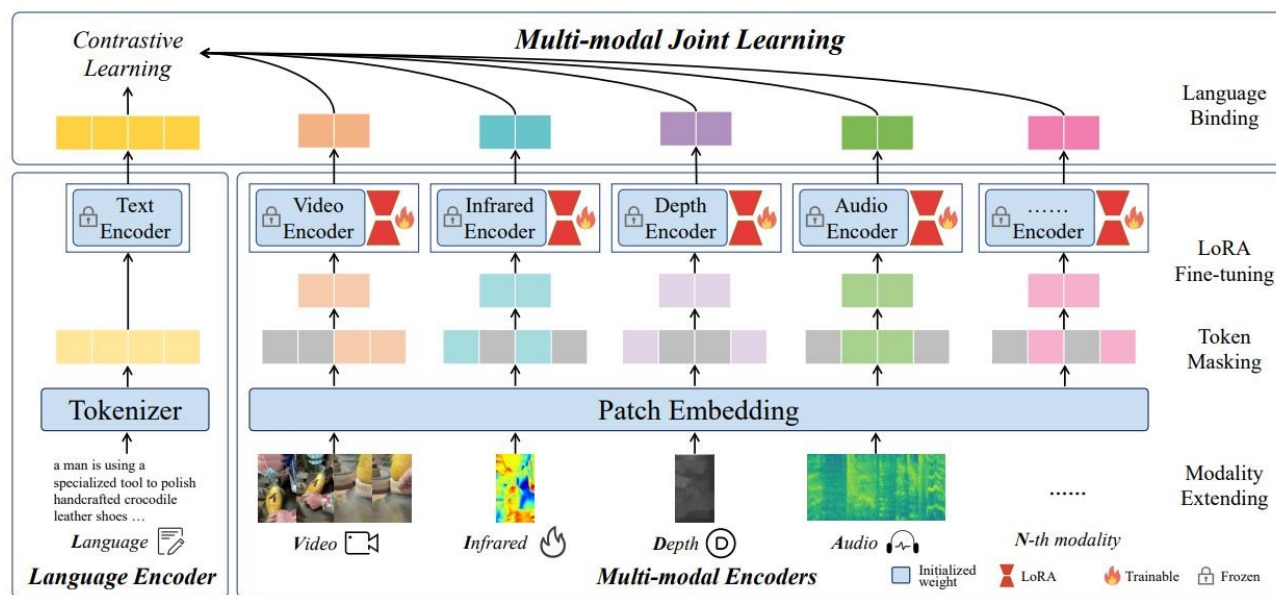 Multi-modal Joint Learning
Contrastive
Learning
Language
Binding
Text
Encoder
Video
Encoder
Infrared
Encoder
Depth
Encoder
Audio
Encoder
......
Encoder
LoRA
Fine-tuning
Token
Masking
Tokenizer
Patch Embedding
a man is using a
specialized tool to polish
handcrafted crocodile
leather shoes ...
Language
Video
Infrared
Depth
D
Audio
......
N-th modality
Modality
Extending
Language Encoder
Multi-modal Encoders
Initialized
weight
LoRA
Trainable
Frozen